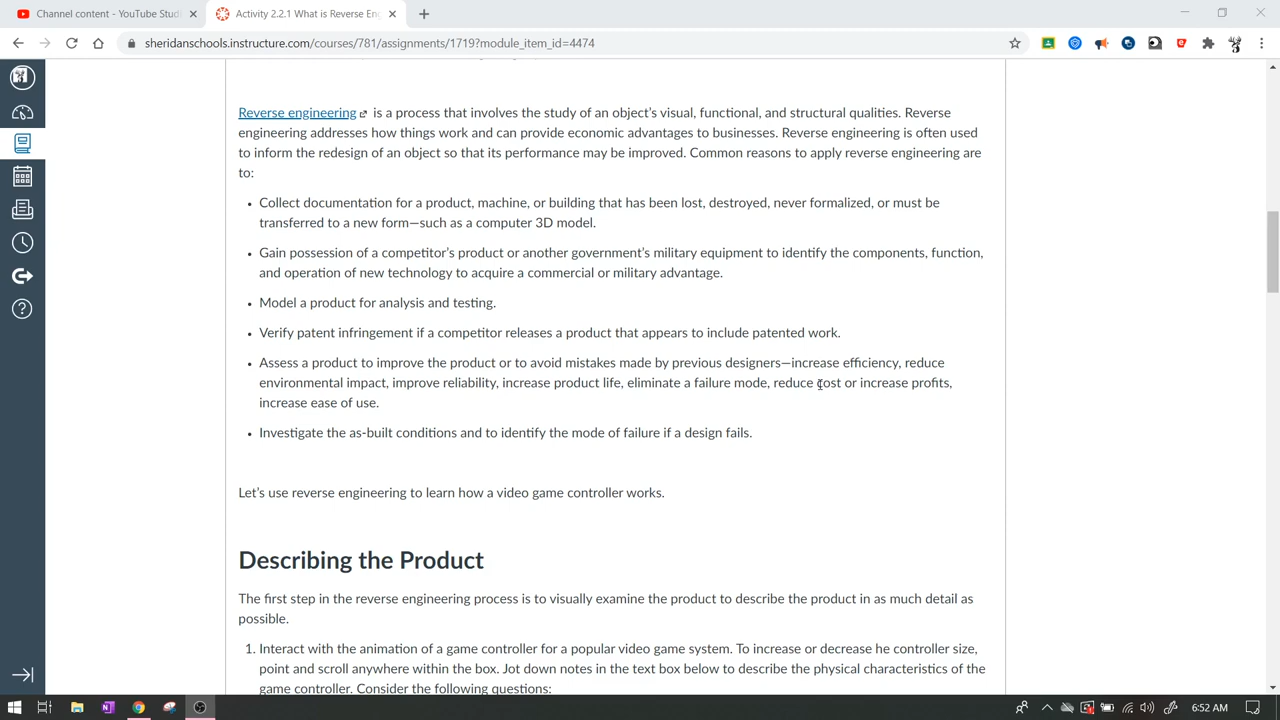 Channel content - YouTube Studi
Activity 2.2.1 What is Reverse Eng
sheridanschools.instructure.com/courses/781/assignments/1719?module_item_id=4474
Reverse engineering is a process that involves the study of an object's visual, functional, and structural qualities. Reverse
engineering addresses how things work and can provide economic advantages to businesses. Reverse engineering is often used
to inform the redesign of an object so that its performance may be improved. Common reasons to apply reverse engineering are
to:
• Collect documentation for a product, machine, or building that has been lost, destroyed, never formalized, or must be
transferred to a new form—such as a computer 3D model.
• Gain possession of a competitor's product or another government's military equipment to identify the components, function,
and operation of new technology to acquire a commercial or military advantage.
• Model a product for analysis and testing.
• Verify patent infringement if a competitor releases a product that appears to include patented work.
• Assess a product to improve the product or to avoid mistakes made by previous designers—increase efficiency, reduce
environmental impact, improve reliability, increase product life, eliminate a failure mode, reduce cost or increase profits,
increase ease of use.
• Investigate the as-built conditions and to identify the mode of failure if a design fails.
Let's use reverse engineering to learn how a video game controller works.
Describing the Product
The first step in the reverse engineering process is to visually examine the product to describe the product in as much detail as
possible.
1. Interact with the animation of a game controller for a popular video game system. To increase or decrease he controller size,
point and scroll anywhere within the box. Jot down notes in the text box below to describe the physical characteristics of the
game controller. Consider the following questions:
6:52 AM